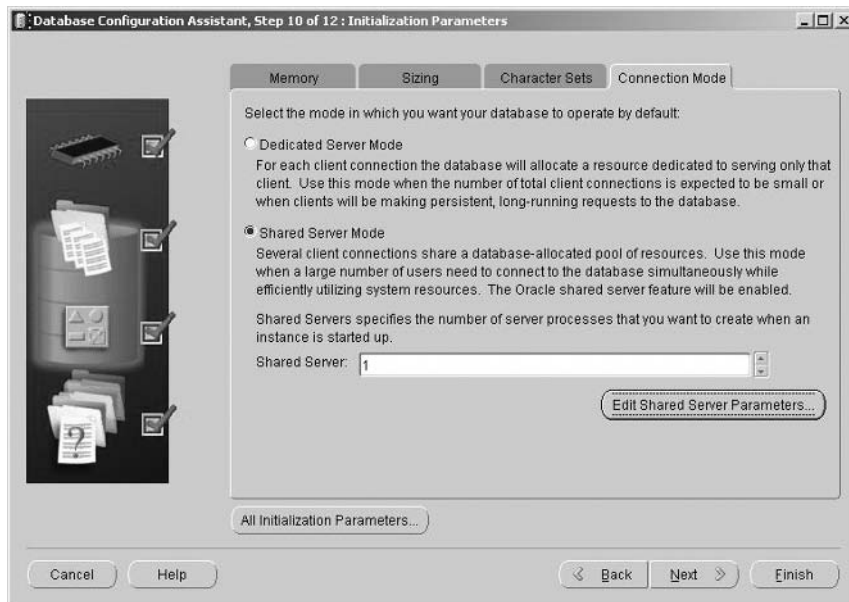 Database Configuration Assistant, Step 10 of 12 : Initialization Parameters
Memory
Sizing
Character Sets
Connection Mode
Select the mode in which you want your database to operate by default:
Dedicated Server Mode
For each client connection the database will allocate a resource dedicated to serving only that
client. Use this mode when the number of total client connections is expected to be small or
when clients will be making persistent, long-running requests to the database.
Shared Server Mode
Several client connections share a database-allocated pool of resources. Use this mode
when a large number of users need to connect to the database simultaneously while
efficiently utilizing system resources. The Oracle shared server feature will be enabled.
Shared Servers specifies the number of server processes that you want to create when an
instance is started up.
Shared Server: 1
Edit Shared Server Parameters...
?
All Initialization Parameters...
Cancel
Help
Back
Next
Finish